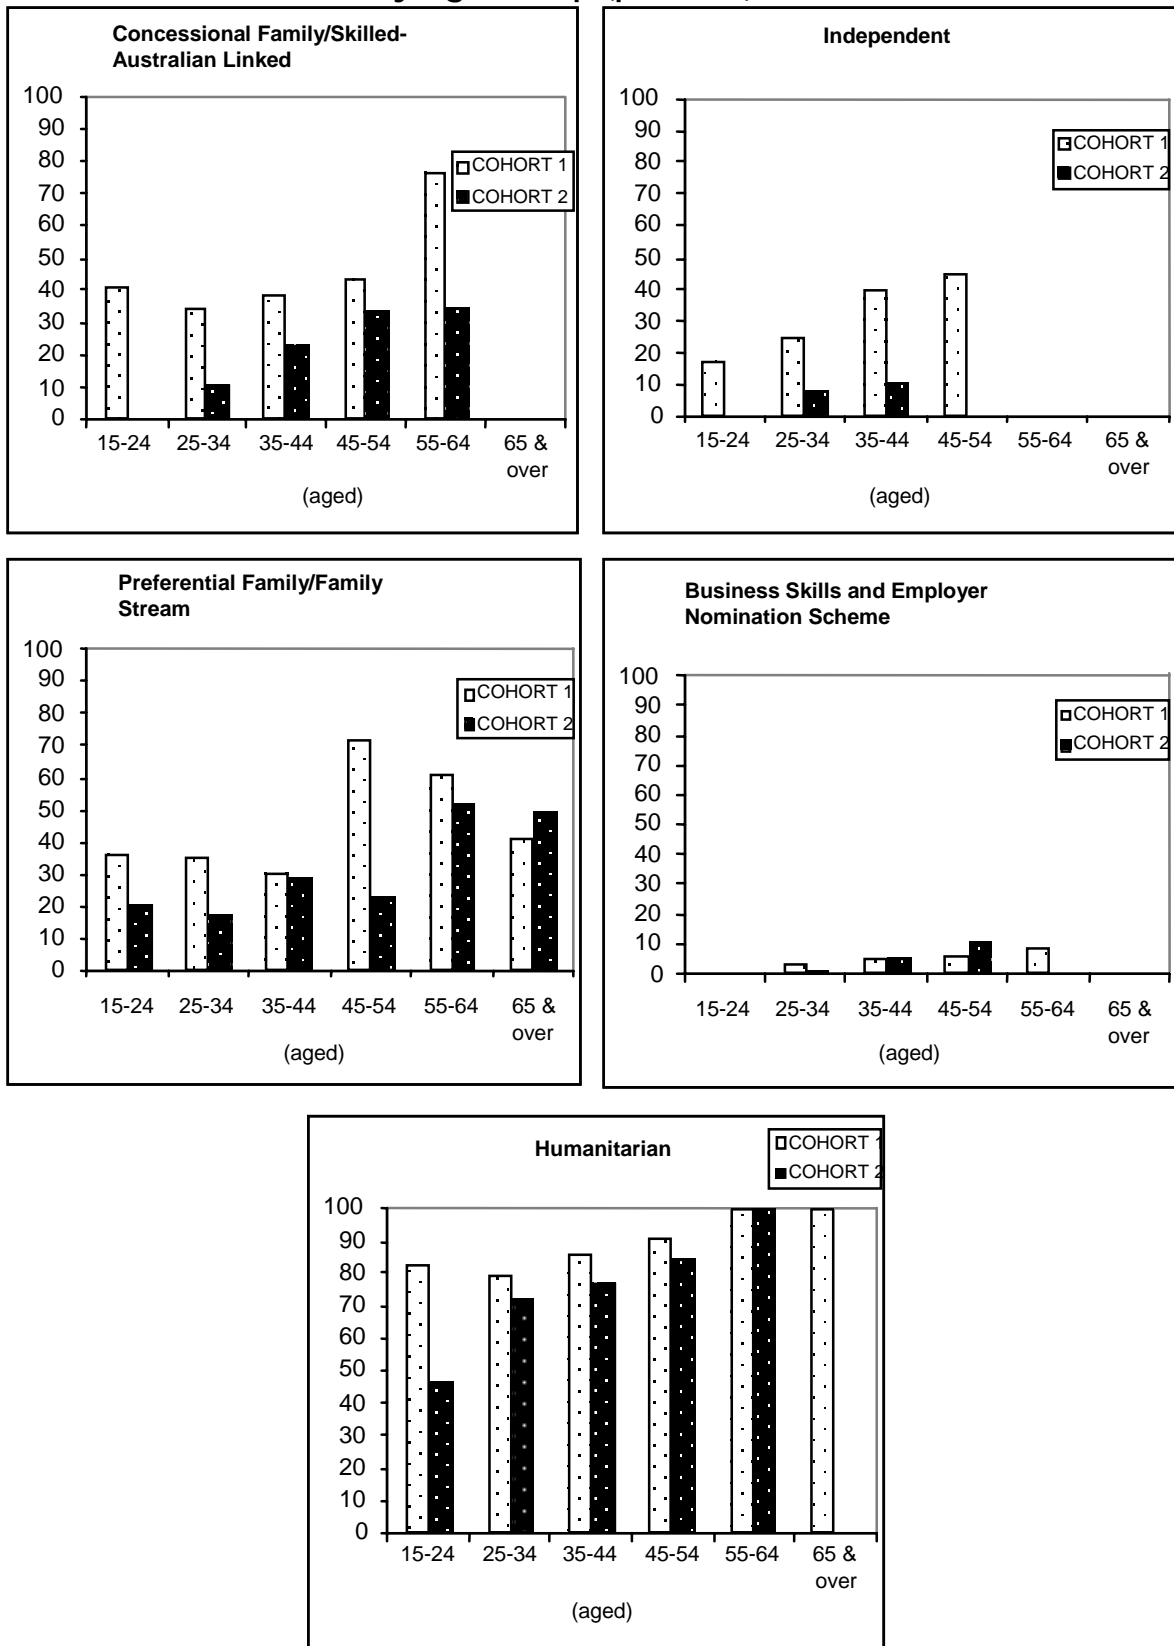 Concessional Family/Skilled-
Australian Linked
100
90
80
70
60
50
40
30
20
10
0
COHORT 1
COHORT 2
15-24 25-34 35-44 45-54 55-64 65 &
over
(aged)
Independent
100
90
80
70
60
50
40
30
20
10
0
COHORT 1
COHORT 2
15-24 25-34 35-44 45-54 55-64 65 &
over
(aged)
Preferential Family/Family
Stream
100
90
80
70
60
50
40
30
20
10
0
COHORT 1
COHORT 2
15-24 25-34 35-44 45-54 55-64 65 &
over
(aged)
Business Skills and Employer
Nomination Scheme
100
90
80
70
60
50
40
30
20
10
0
COHORT 1
COHORT 2
15-24 25-34 35-44 45-54 55-64 65 &
over
(aged)
Humanitarian
COHORT 1
COHORT 2
100
90
80
70
60
50
40
30
20
10
0
15-24 25-34 35-44 45-54 55-64 65 &
over
(aged)